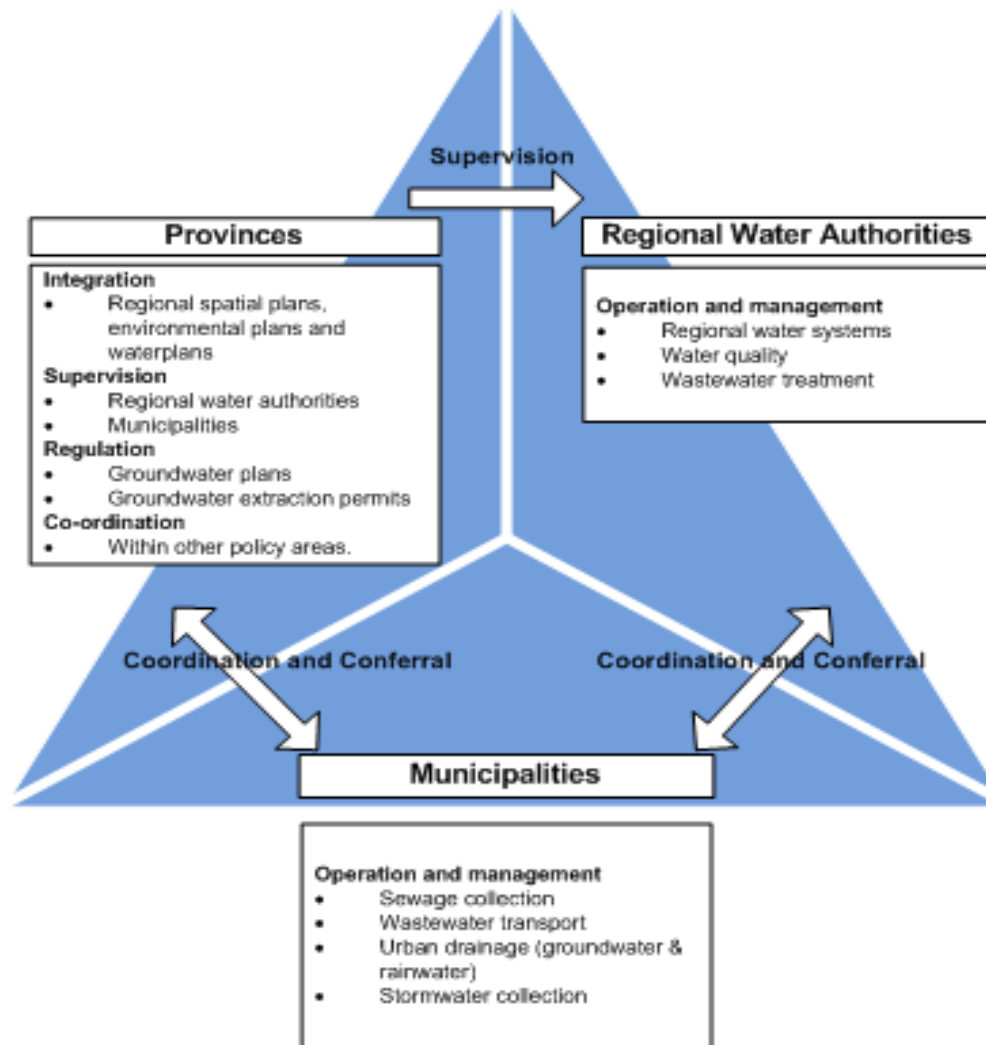 Supervision
Provinces
Integration
• Regional spatial plans,
environmental plans and
waterplans
Supervision
• Regional water authorities
• Municipalities
Regulation
• Groundwater plans
• Groundwater extraction permits
Co-ordination
• Within other policy areas.
Regional Water Authorities
Operation and management
• Regional water systems
• Water quality
• Wastewater treatment
Coordination and Conferral
Coordination and Conferral
Municipalities
Operation and management
• Sewage collection
• Wastewater transport
• Urban drainage (groundwater &
rainwater)
• Stormwater collection